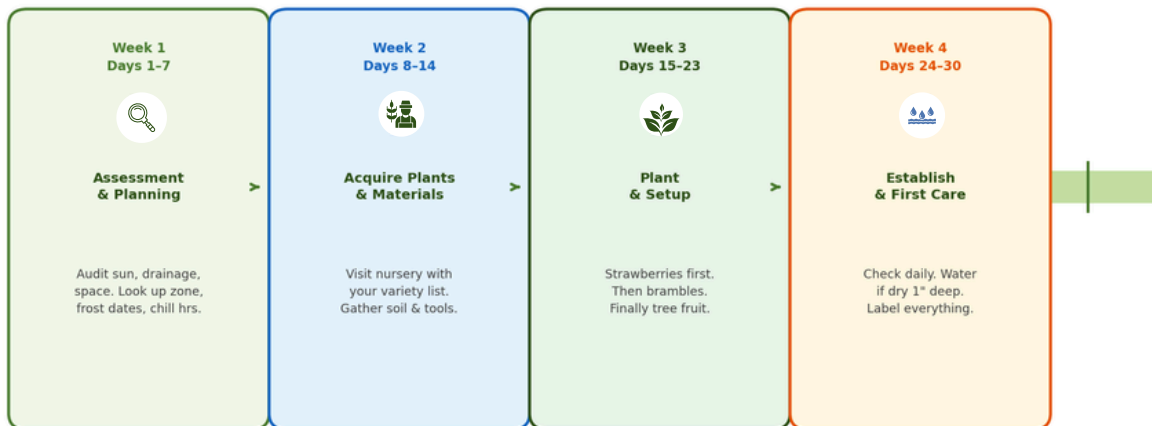 Week 1
Days 1–7
Assessment
& Planning
Audit sun, drainage,
space. Look up zone,
frost dates, chill hrs.
Week 2
Days 8–14
Acquire Plants
& Materials
Visit nursery with
your variety list.
Gather soil & tools.
Week 3
Days 15–23
Plant
& Setup
Strawberries first.
Then brambles.
Finally tree fruit.
Week 4
Days 24–30
Establish
& First Care
Check daily. Water
if dry 1" deep.
Label everything.